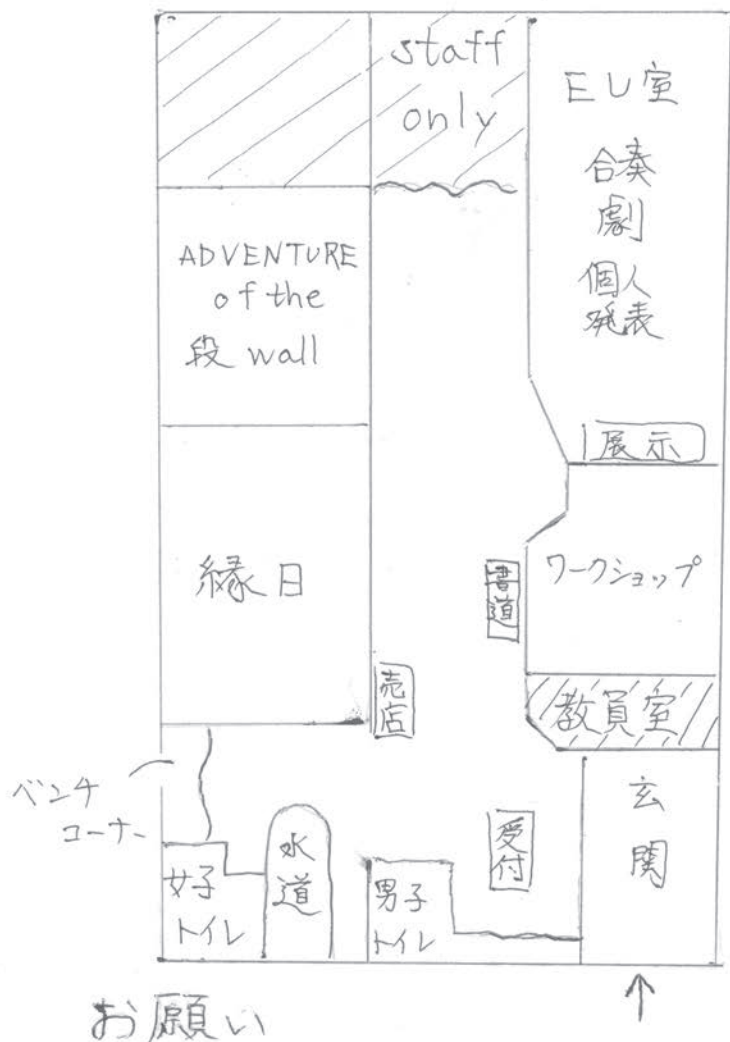 staff
only
EU室
合奏
劇
個人
発表
展示
ADVENTURE
of the
段 wall
縁日
書道
ワークショップ
売店
教員室
ベンチ
コーナー
女子
トイレ
水道
男子
トイレ
受付
玄関
お願い